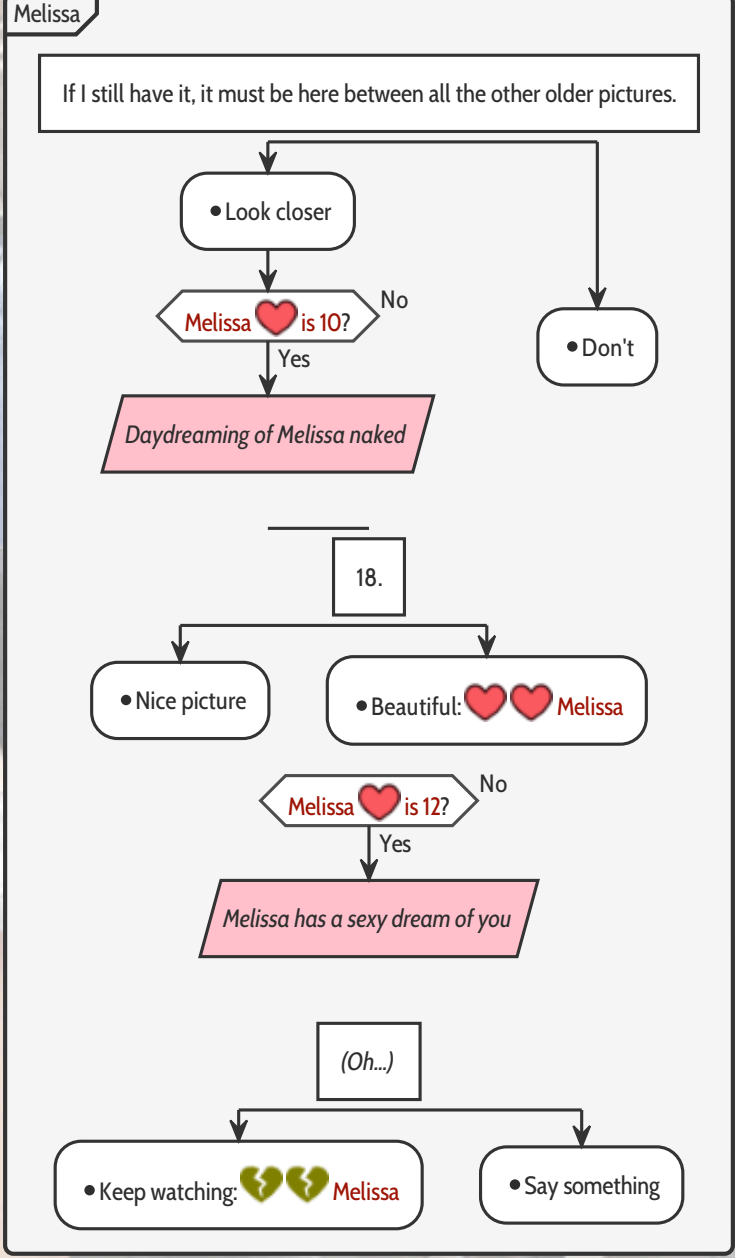 Melissa
If I still have it, it must be here between all the other older pictures.
•Look closer
Melissa ❤ is 10?
No
Yes
•Don't
Daydreaming of Melissa naked
18.
•Nice picture
•Beautiful: ❤❤ Melissa
Melissa ❤ is 12?
No
Yes
Melissa has a sexy dream of you
(Oh...)
•Keep watching: 💔💔 Melissa
•Say something